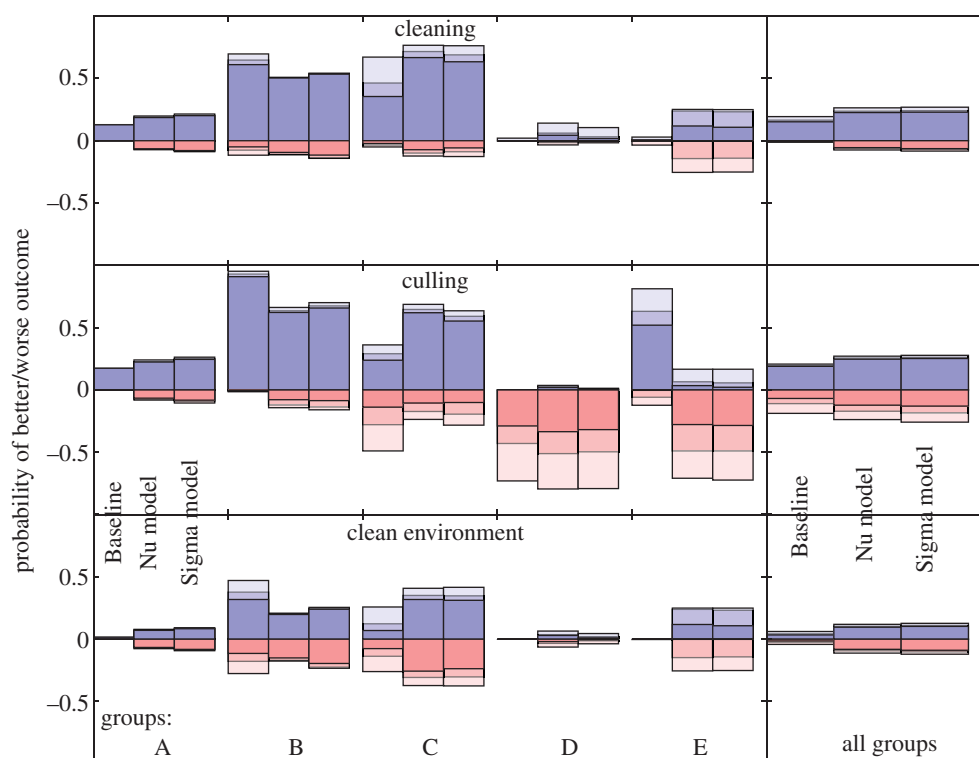 probability of better/worse outcome
cleaning
0.5
0
–0.5
culling
0.5
0
–0.5
Baseline
Nu model
Sigma model
Baseline
Nu model
Sigma model
clean environment
0.5
0
–0.5
groups:
A
B
C
D
E
all groups